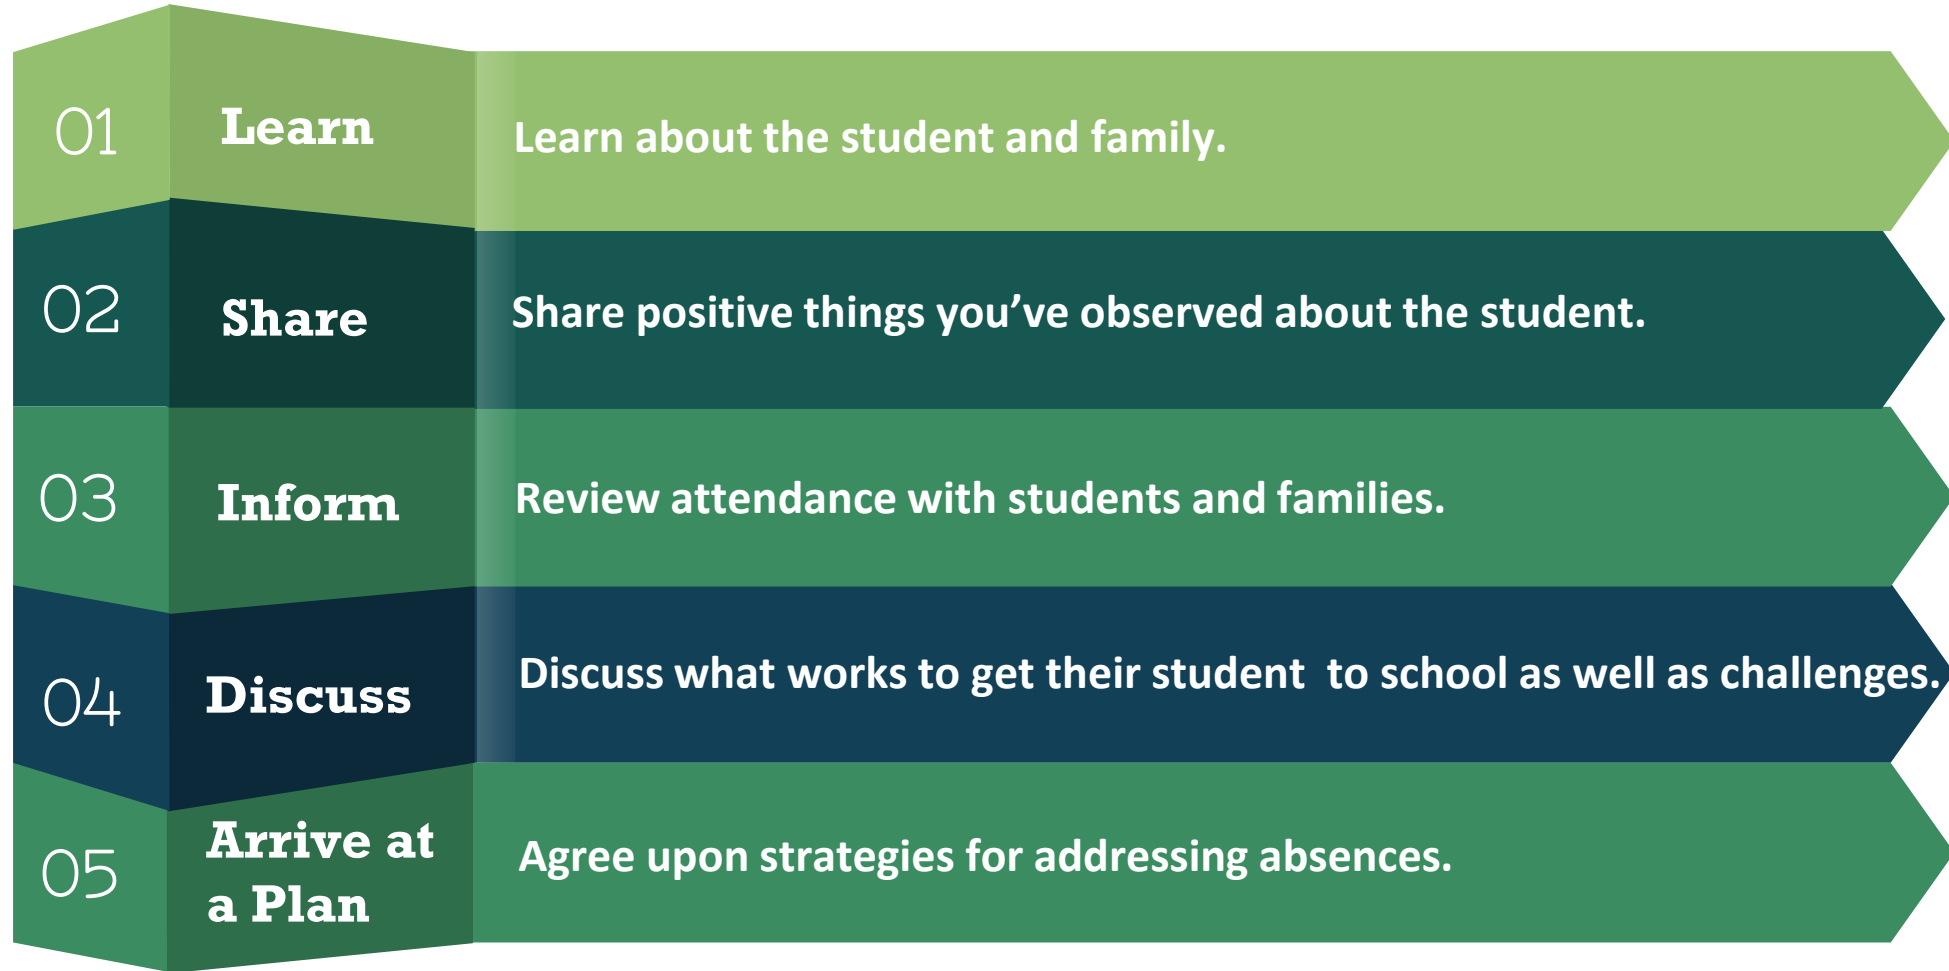 01
Learn
Learn about the student and family.
02
Share
Share positive things you’ve observed about the student.
03
Inform
Review attendance with students and families.
04
Discuss
Discuss what works to get their student  to school as well as challenges.
05
Arrive at
a Plan
Agree upon strategies for addressing absences.